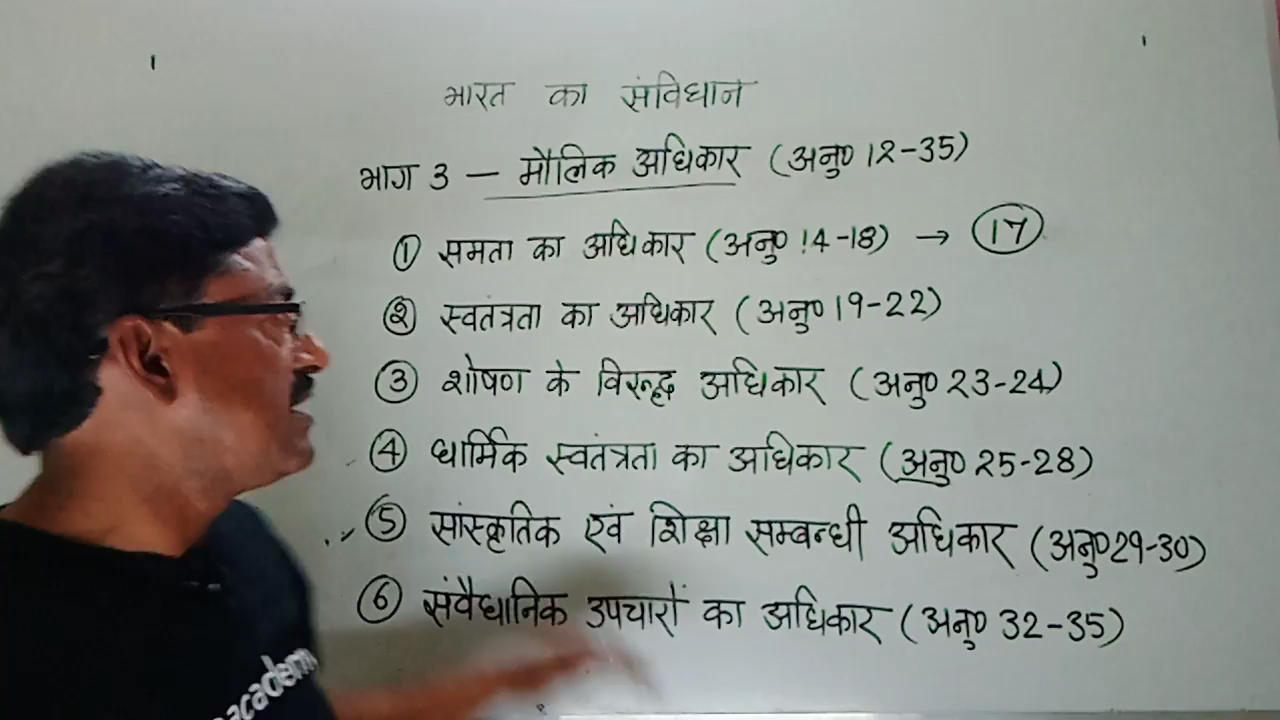 भारत का संविधान
भाग 3 — मौलिक अधिकार (अनु० 12-35)
① समता का अधिकार (अनु० 14-18) → 17
② स्वतंत्रता का अधिकार (अनु० 19-22)
③ शोषण के विरूद्ध अधिकार (अनु० 23-24)
④ धार्मिक स्वतंत्रता का अधिकार (अनु० 25-28)
⑤ सांस्कृतिक एवं शिक्षा सम्बन्धी अधिकार (अनु० 29-30)
⑥ संवैधानिक उपचारों का अधिकार (अनु० 32-35)
academ